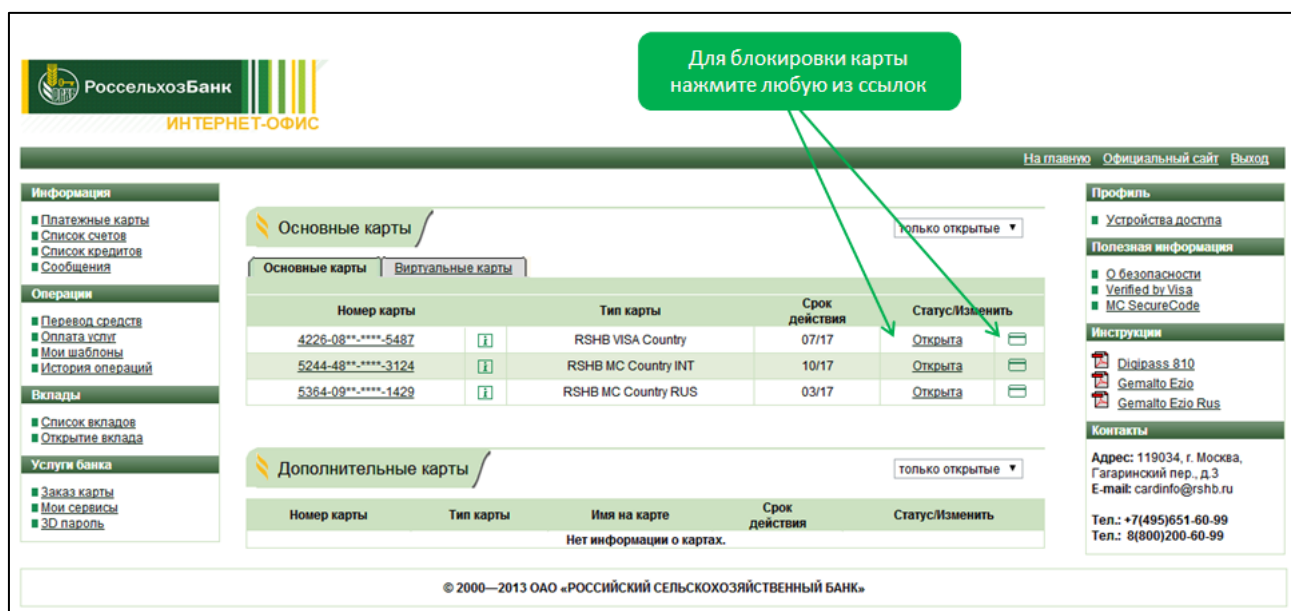 Для блокировки карты
нажмите любую из ссылок
РоссельхозБанк
ИНТЕРНЕТ-ОФИС
На главную Официальный сайт Выход
Информация
Платежные карты
Список счетов
Список кредитов
Сообщения
Операции
Перевод средств
Оплата услуг
Мои шаблоны
История операций
Вклады
Список вкладов
Открытие вклада
Услуги банка
Заказ карты
Мои сервисы
3D пароль
Основные карты
только открытые
Основные карты Виртуальные карты
Номер карты Тип карты Срок действия Статус/Изменить
4226-08**-****-5487 RSHB VISA Country 07/17 Открыта
5244-48**-****-3124 RSHB MC Country INT 10/17 Открыта
5364-09**-****-1429 RSHB MC Country RUS 03/17 Открыта
Дополнительные карты
только открытые
Номер карты Тип карты Имя на карте Срок действия Статус/Изменить
Нет информации о картах.
Профиль
Устройства доступа
Полезная информация
О безопасности
Verified by Visa
MC SecureCode
Инструкции
Digipass 810
Gemalto Ezio
Gemalto Ezio Rus
Контакты
Адрес: 119034, г. Москва,
Гагаринский пер., д.3
E-mail: cardinfo@rshb.ru
Тел.: +7(495)651-60-99
Тел.: 8(800)200-60-99
© 2000—2013 ОАО «РОССИЙСКИЙ СЕЛЬСКОХОЗЯЙСТВЕННЫЙ БАНК»